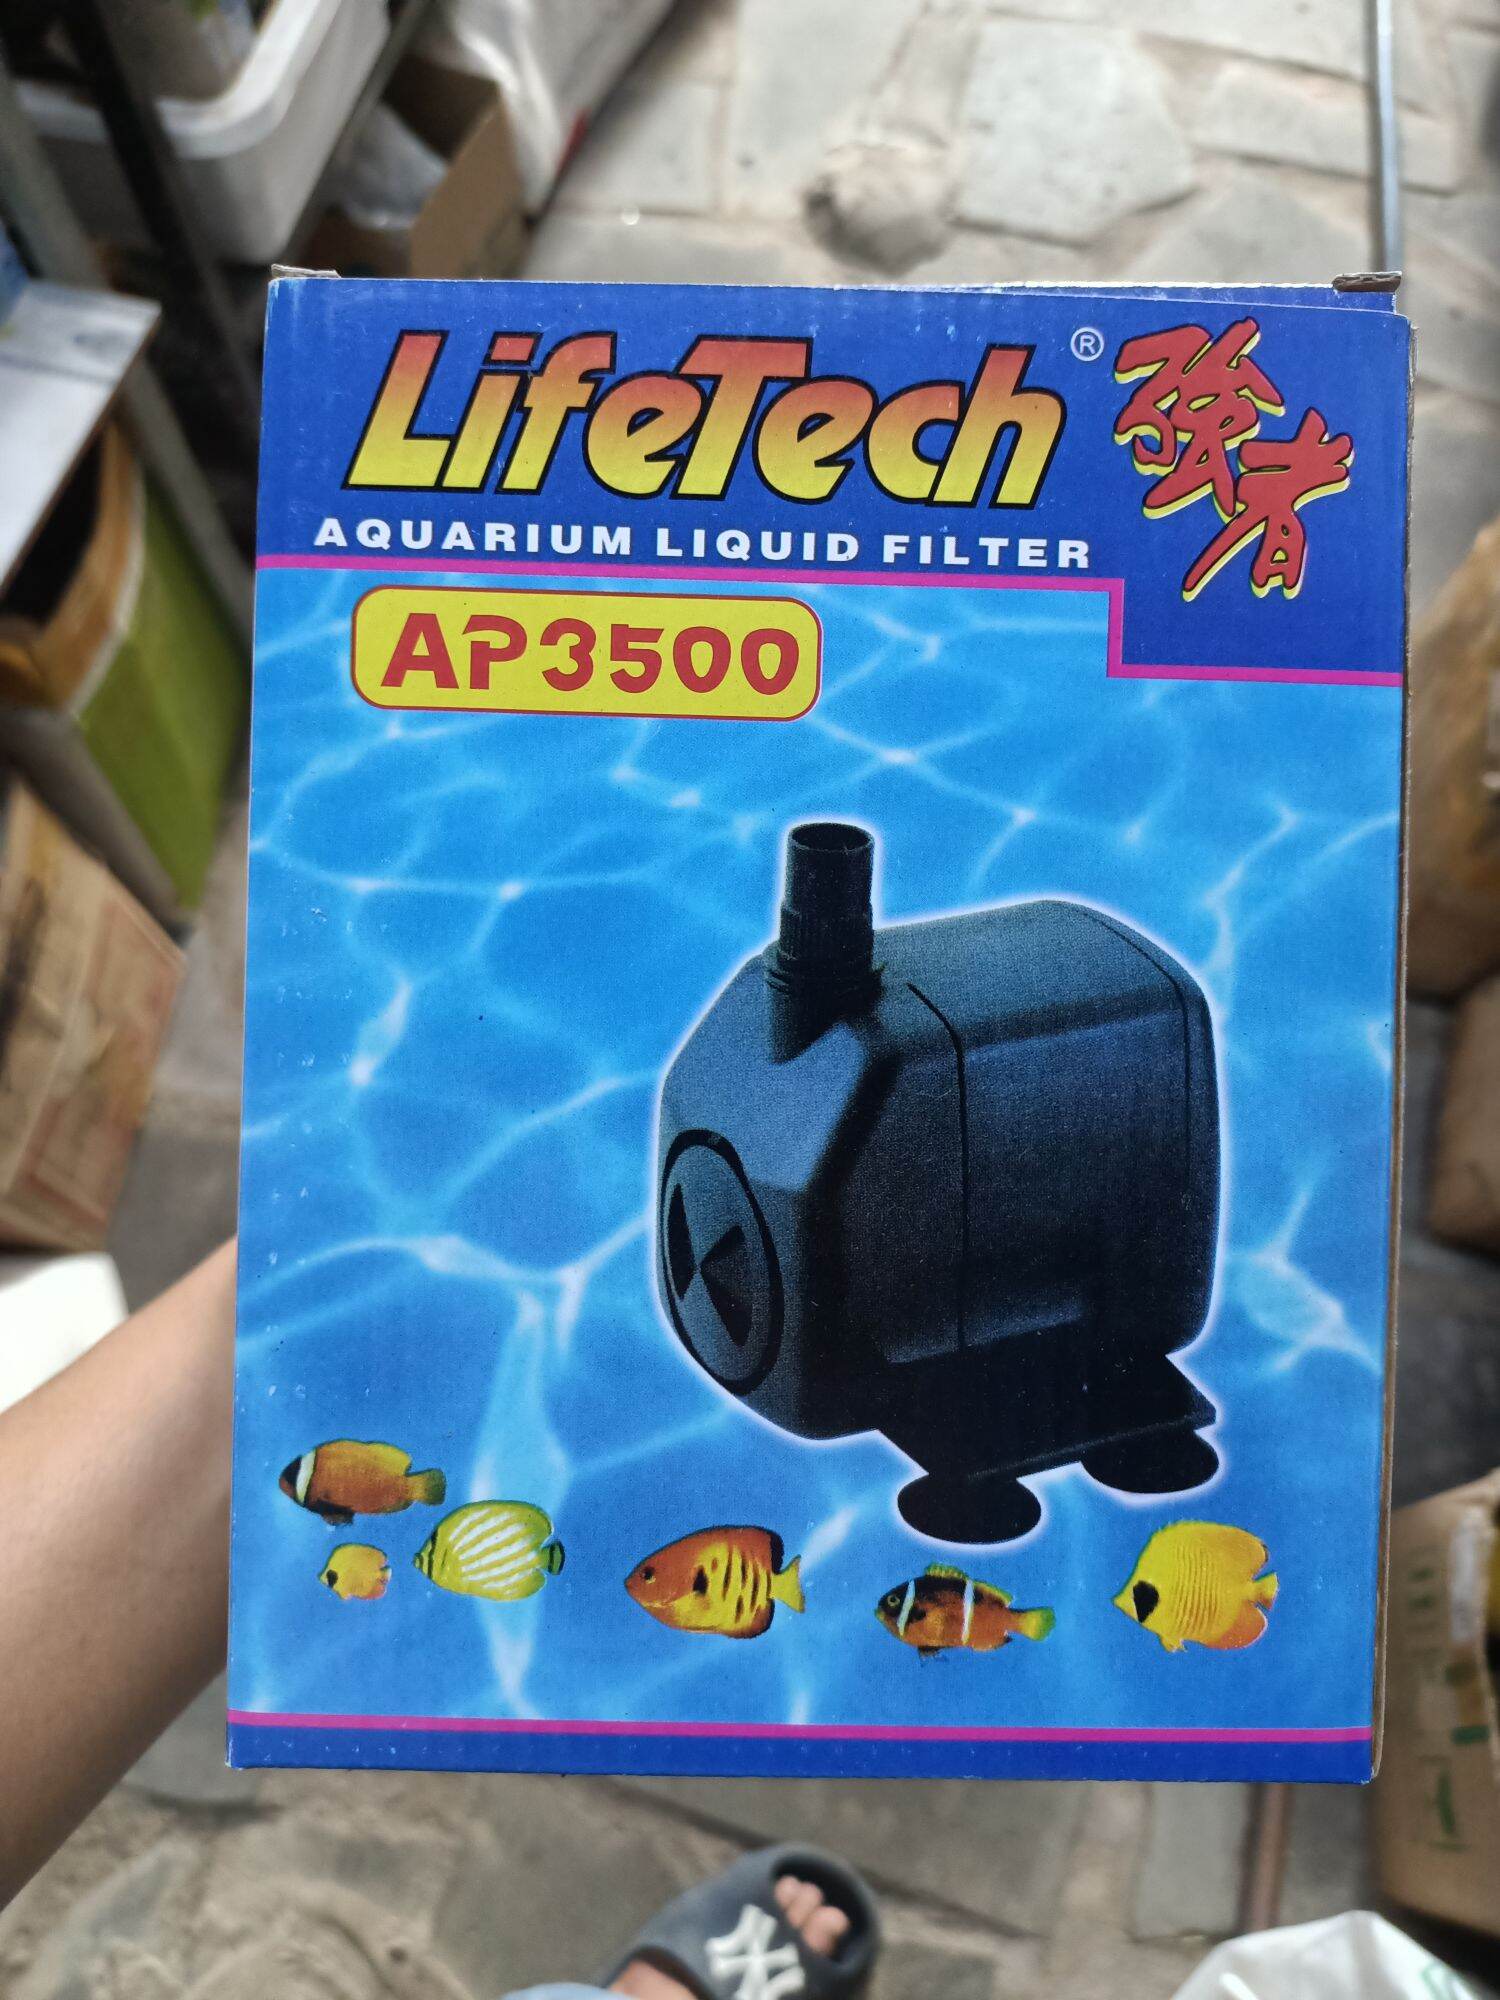 LifeTech® 強者
AQUARIUM LIQUID FILTER
AP3500